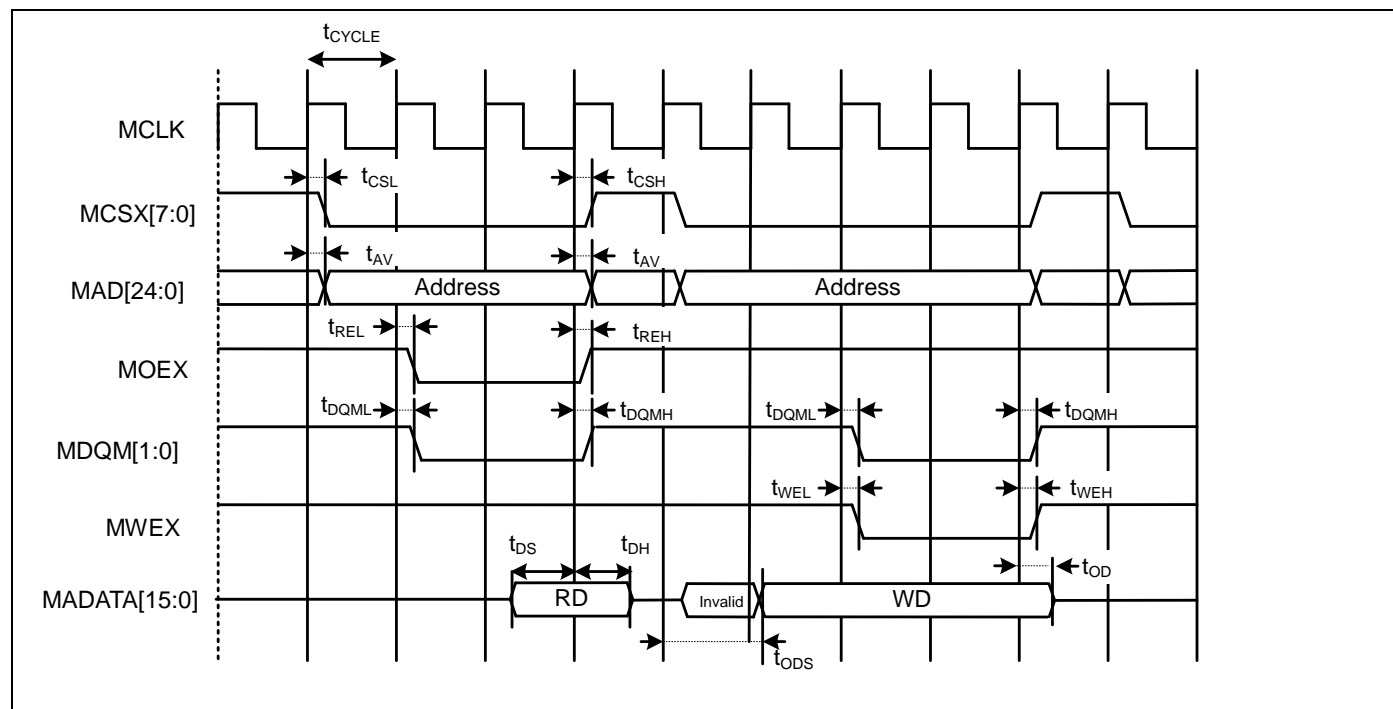 tCYCLE
MCLK
tCSL
tCSH
MCSX[7:0]
tAV
tAV
MAD[24:0]
Address
Address
tREL
tREH
MOEX
tDQML
tDQMH
tDQML
tDQMH
MDQM[1:0]
tWEL
tWEH
MWEX
tDS
tDH
tOD
MADATA[15:0]
RD
Invalid
WD
tODS